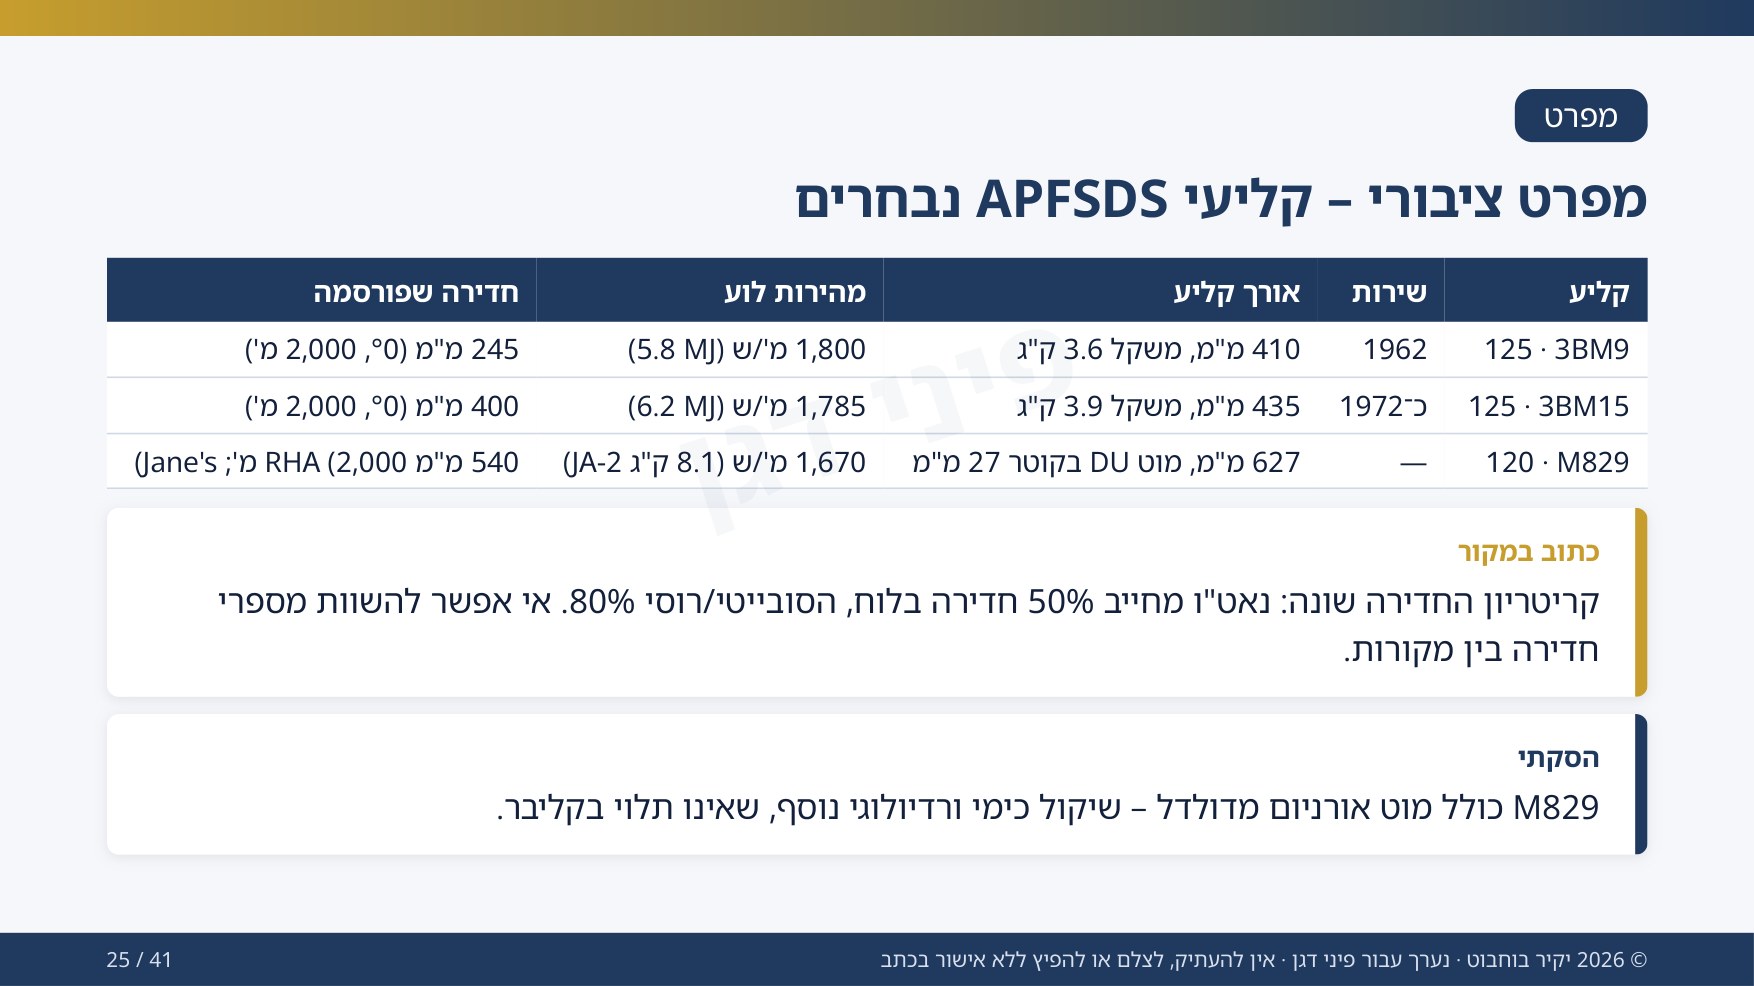 מפרט
מפרט ציבורי – קליעי APFSDS נבחרים
קליע שירות אורך קליע מהירות לוע חדירה שפורסמה
125 · 3BM9 1962 410 מ"מ, משקל 3.6 ק"ג 1,800 מ'/ש (5.8 MJ) 245 מ"מ (0°, 2,000 מ')
125 · 3BM15 כ־1972 435 מ"מ, משקל 3.9 ק"ג 1,785 מ'/ש (6.2 MJ) 400 מ"מ (0°, 2,000 מ')
120 · M829 — 627 מ"מ, מוט DU בקוטר 27 מ"מ 1,670 מ'/ש (8.1 ק"ג JA-2) 540 מ"מ RHA (2,000 מ'; Jane's)
פיני דגן
כתוב במקור
קריטריון החדירה שונה: נאט"ו מחייב 50% חדירה בלוח, הסובייטי/רוסי 80%. אי אפשר להשוות מספרי
חדירה בין מקורות.
הסקתי
M829 כולל מוט אורניום מדולדל – שיקול כימי ורדיולוגי נוסף, שאינו תלוי בקליבר.
© 2026 יקיר בוחבוט · נערך עבור פיני דגן · אין להעתיק, לצלם או להפיץ ללא אישור בכתב
25 / 41